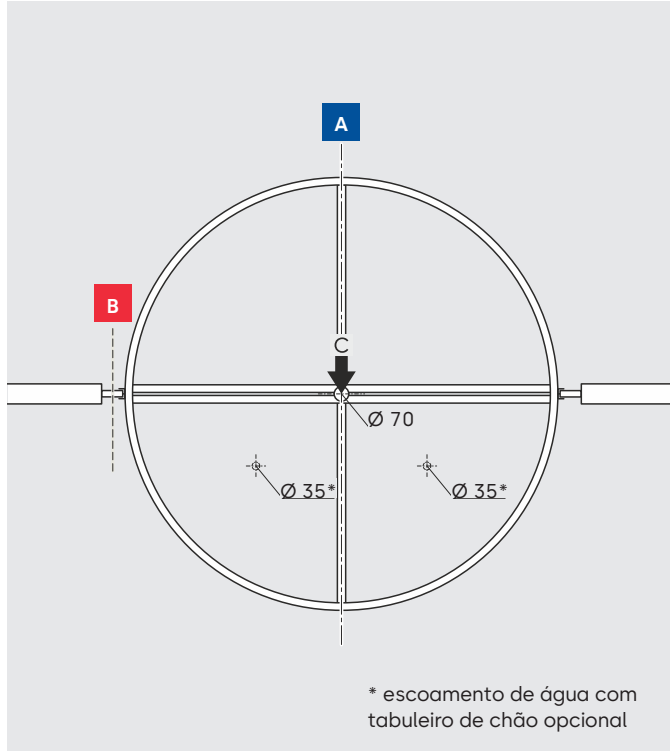 A
B
C
Ø 70
Ø 35*
Ø 35*
* escoamento de água com
tabuleiro de chão opcional